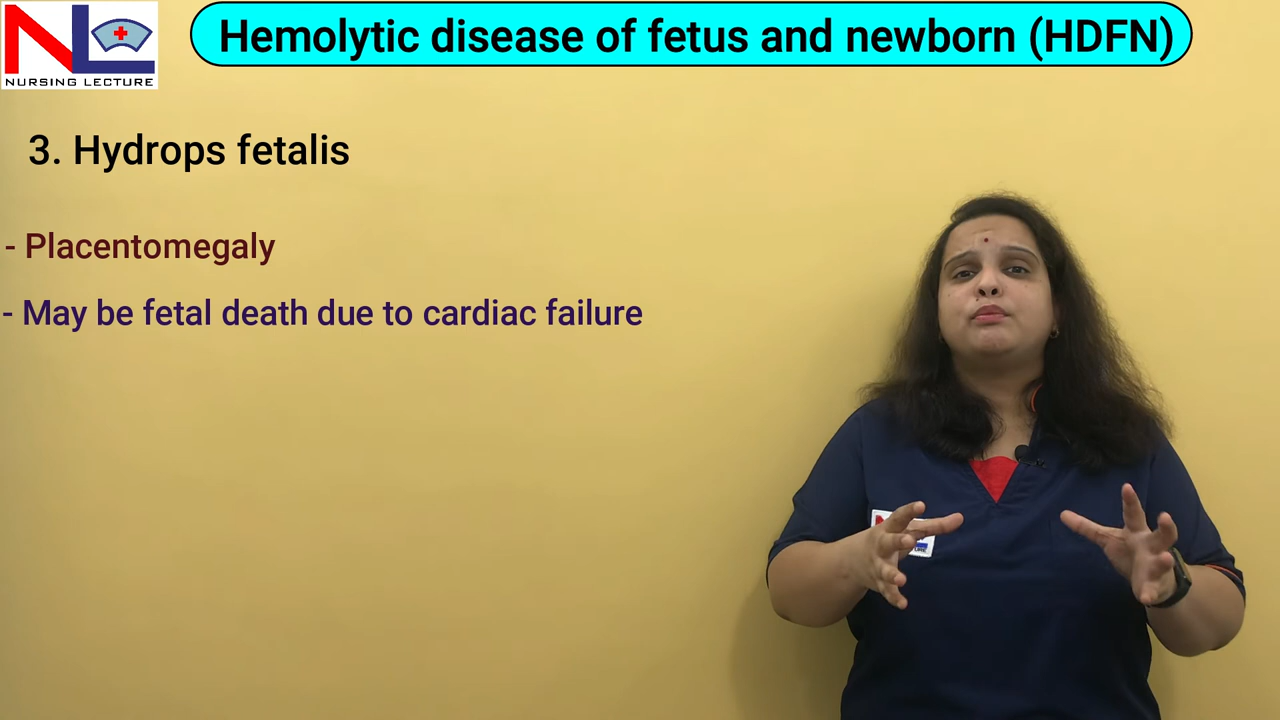 NURSING LECTURE
Hemolytic disease of fetus and newborn (HDFN)
3. Hydrops fetalis
- Placentomegaly
- May be fetal death due to cardiac failure